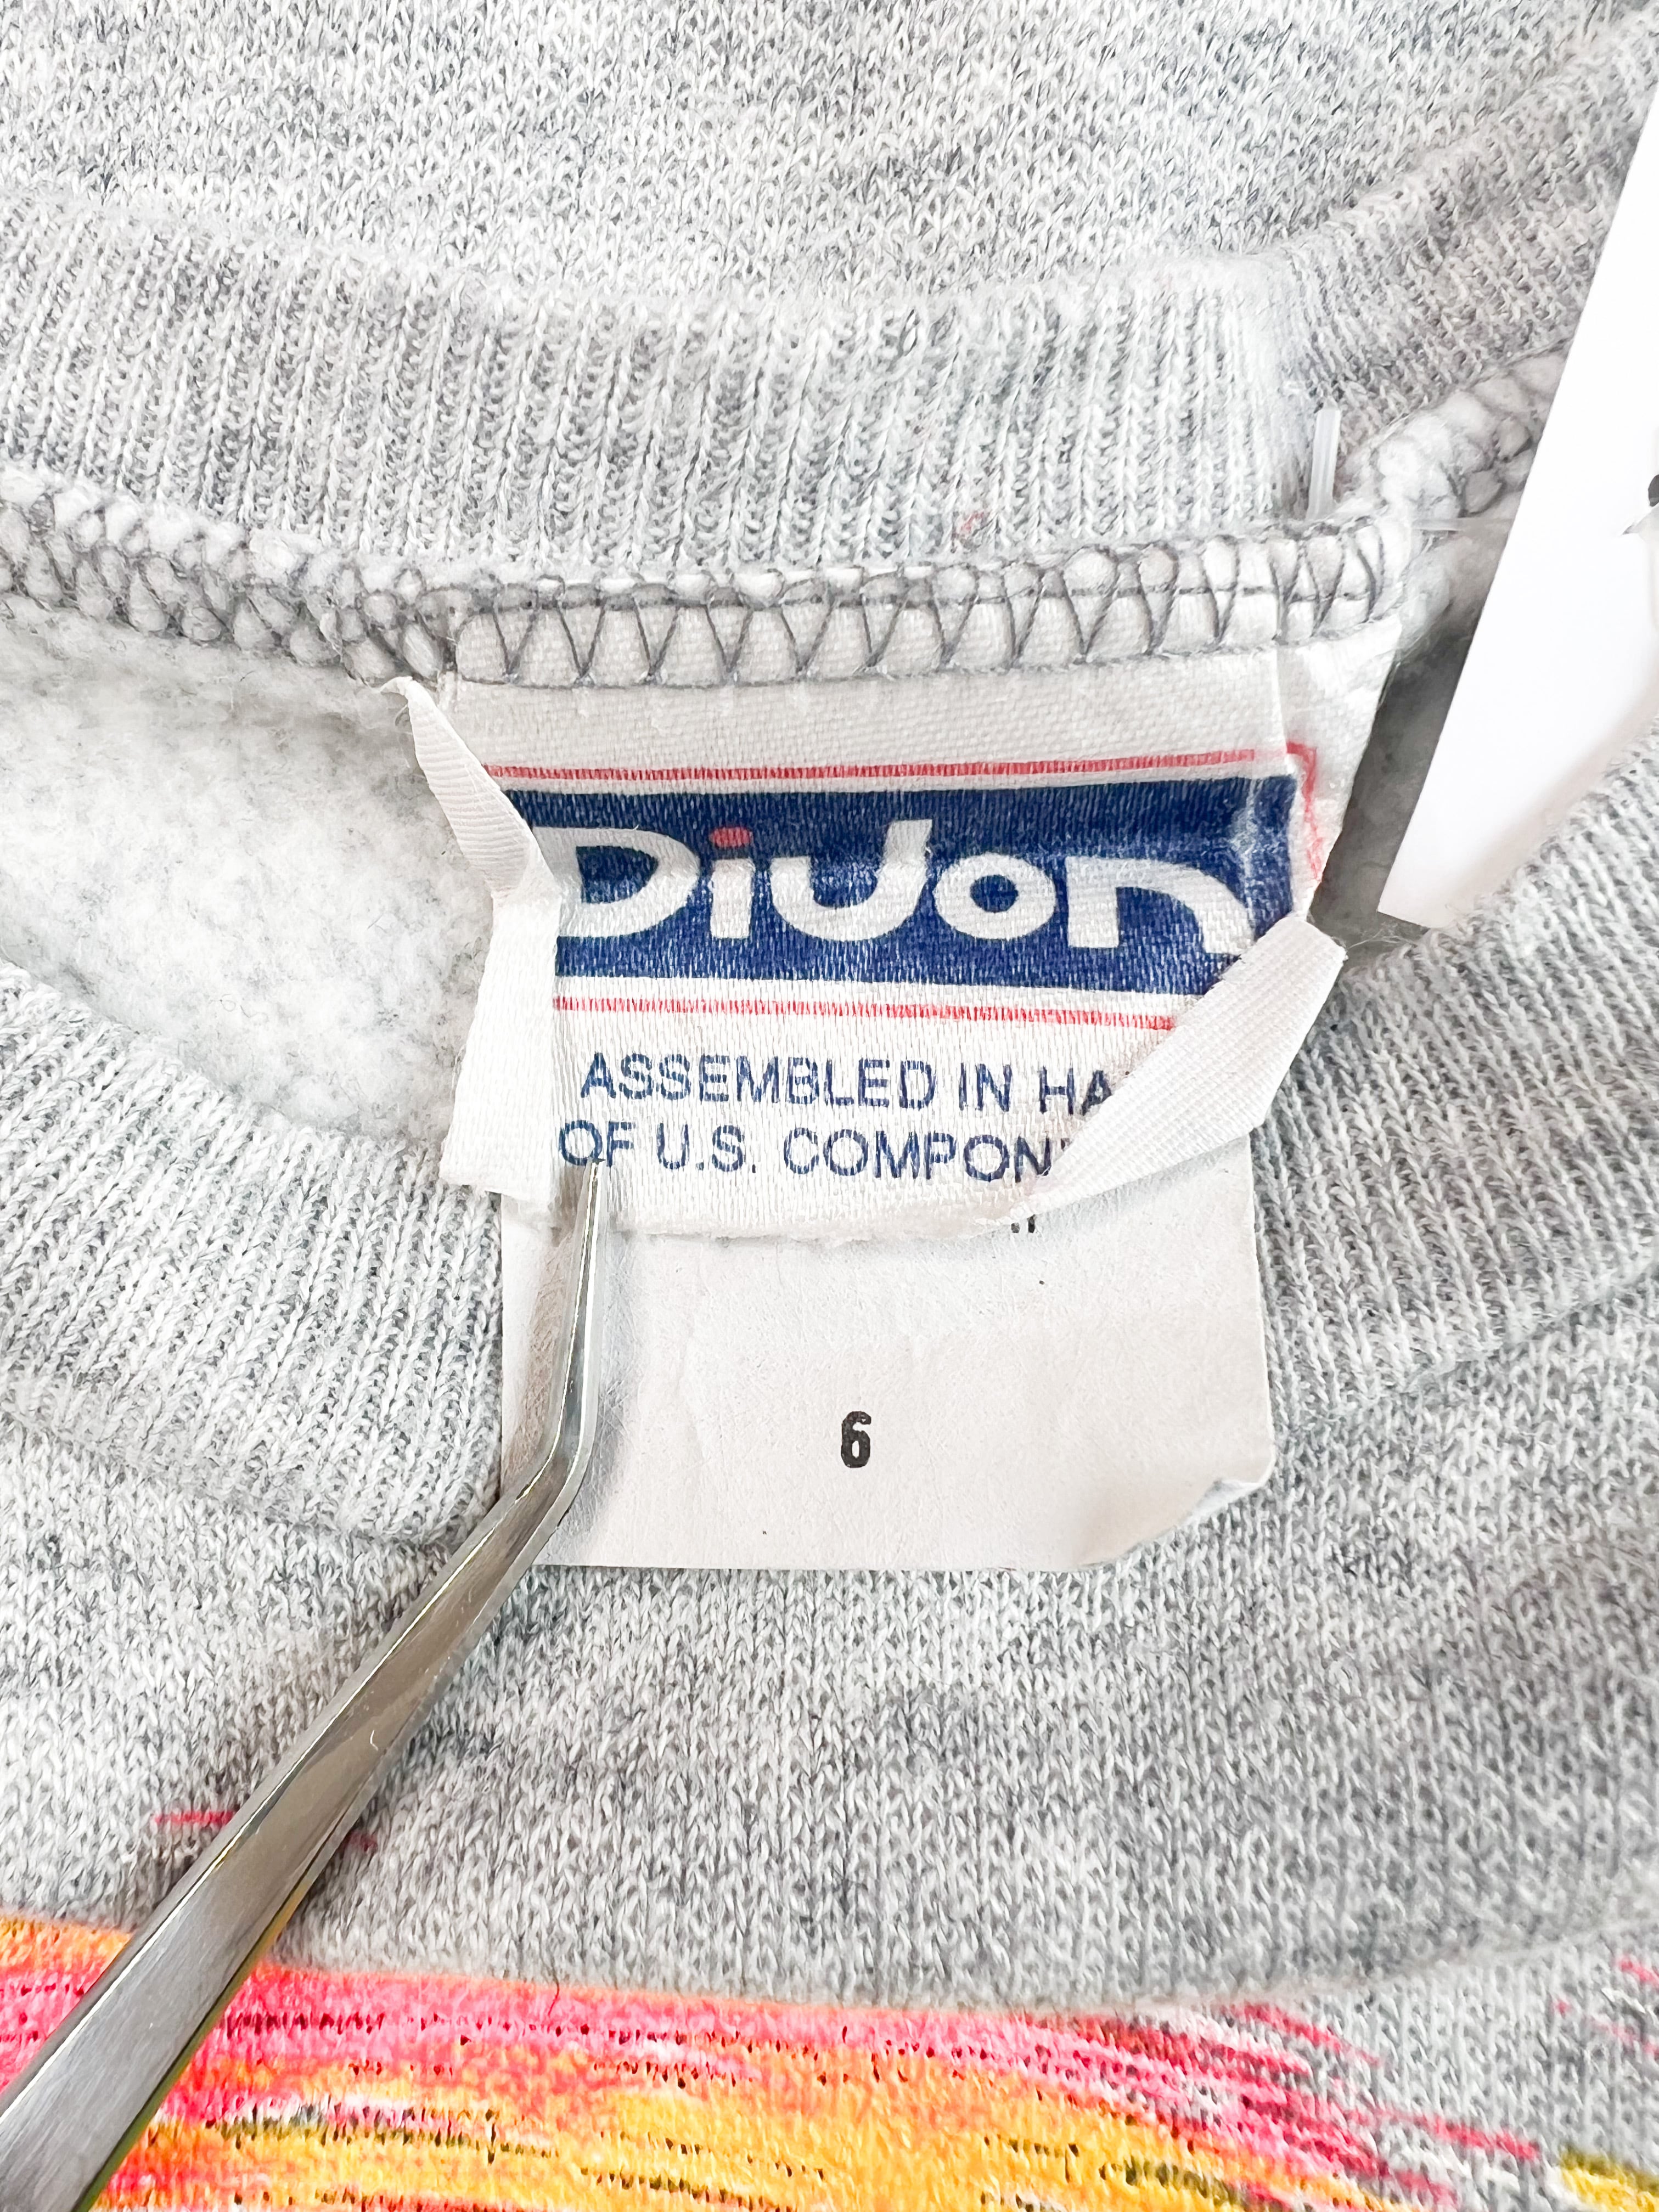 DiJon
ASSEMBLED IN HA
OF U.S. COMPON
6